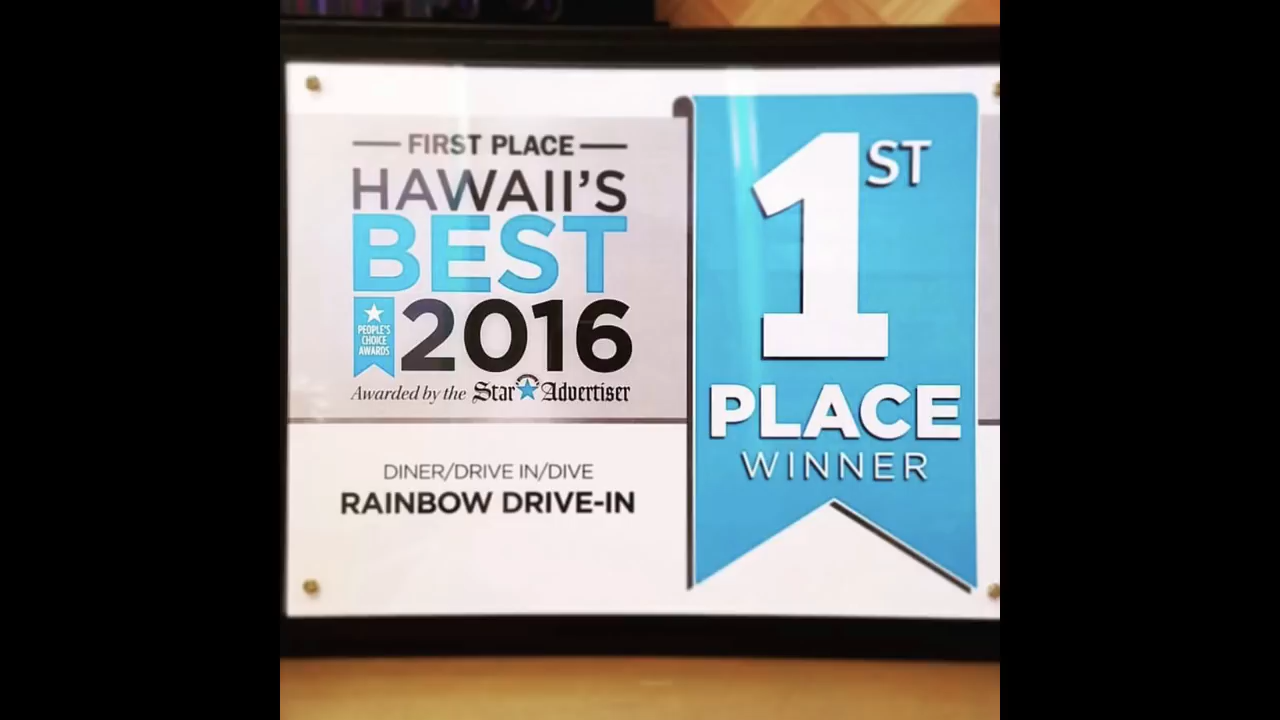 FIRST PLACE
HAWAII'S
BEST
PEOPLE'S
CHOICE
AWARDS
2016
Awarded by the Star Advertiser
DINER/DRIVE IN/DIVE
RAINBOW DRIVE-IN
1ST
PLACE
WINNER